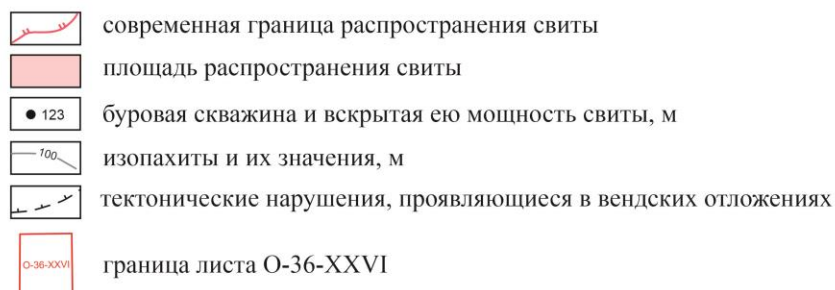 современная граница распространения свиты
площадь распространения свиты
123 буровая скважина и вскрытая ею мощность свиты, м
100 изопахиты и их значения, м
тектонические нарушения, проявляющиеся в вендских отложениях
O-36-XXVI граница листа O-36-XXVI